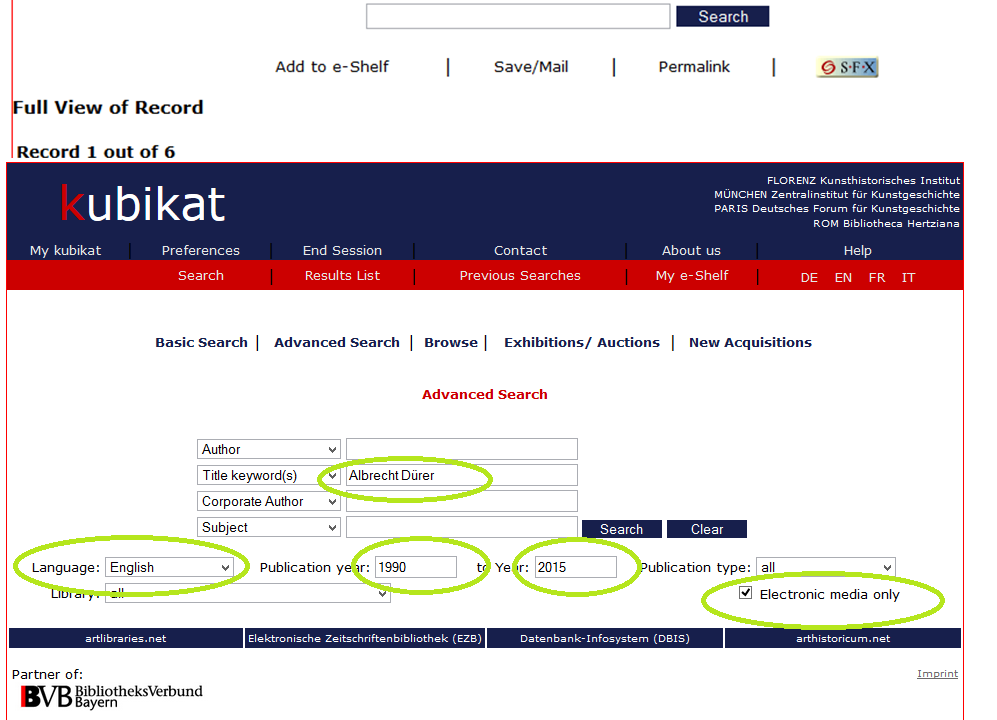 Search
Add to e-Shelf | Save/Mail | Permalink | S·F·X
Full View of Record
Record 1 out of 6
kubikat
FLORENZ Kunsthistorisches Institut
MÜNCHEN Zentralinstitut für Kunstgeschichte
PARIS Deutsches Forum für Kunstgeschichte
ROM Bibliotheca Hertziana
My kubikat | Preferences | End Session | Contact | About us | Help
Search | Results List | Previous Searches | My e-Shelf | DE EN FR IT
Basic Search | Advanced Search | Browse | Exhibitions/ Auctions | New Acquisitions
Advanced Search
Author
Title keyword(s) Albrecht Dürer
Corporate Author
Subject Search Clear
Language: English Publication year: 1990 to Year: 2015 Publication type: all
Library: all Electronic media only
artlibraries.net Elektronische Zeitschriftenbibliothek (EZB) Datenbank-Infosystem (DBIS) arthistoricum.net
Partner of: Imprint
BVB BibliotheksVerbund
Bayern